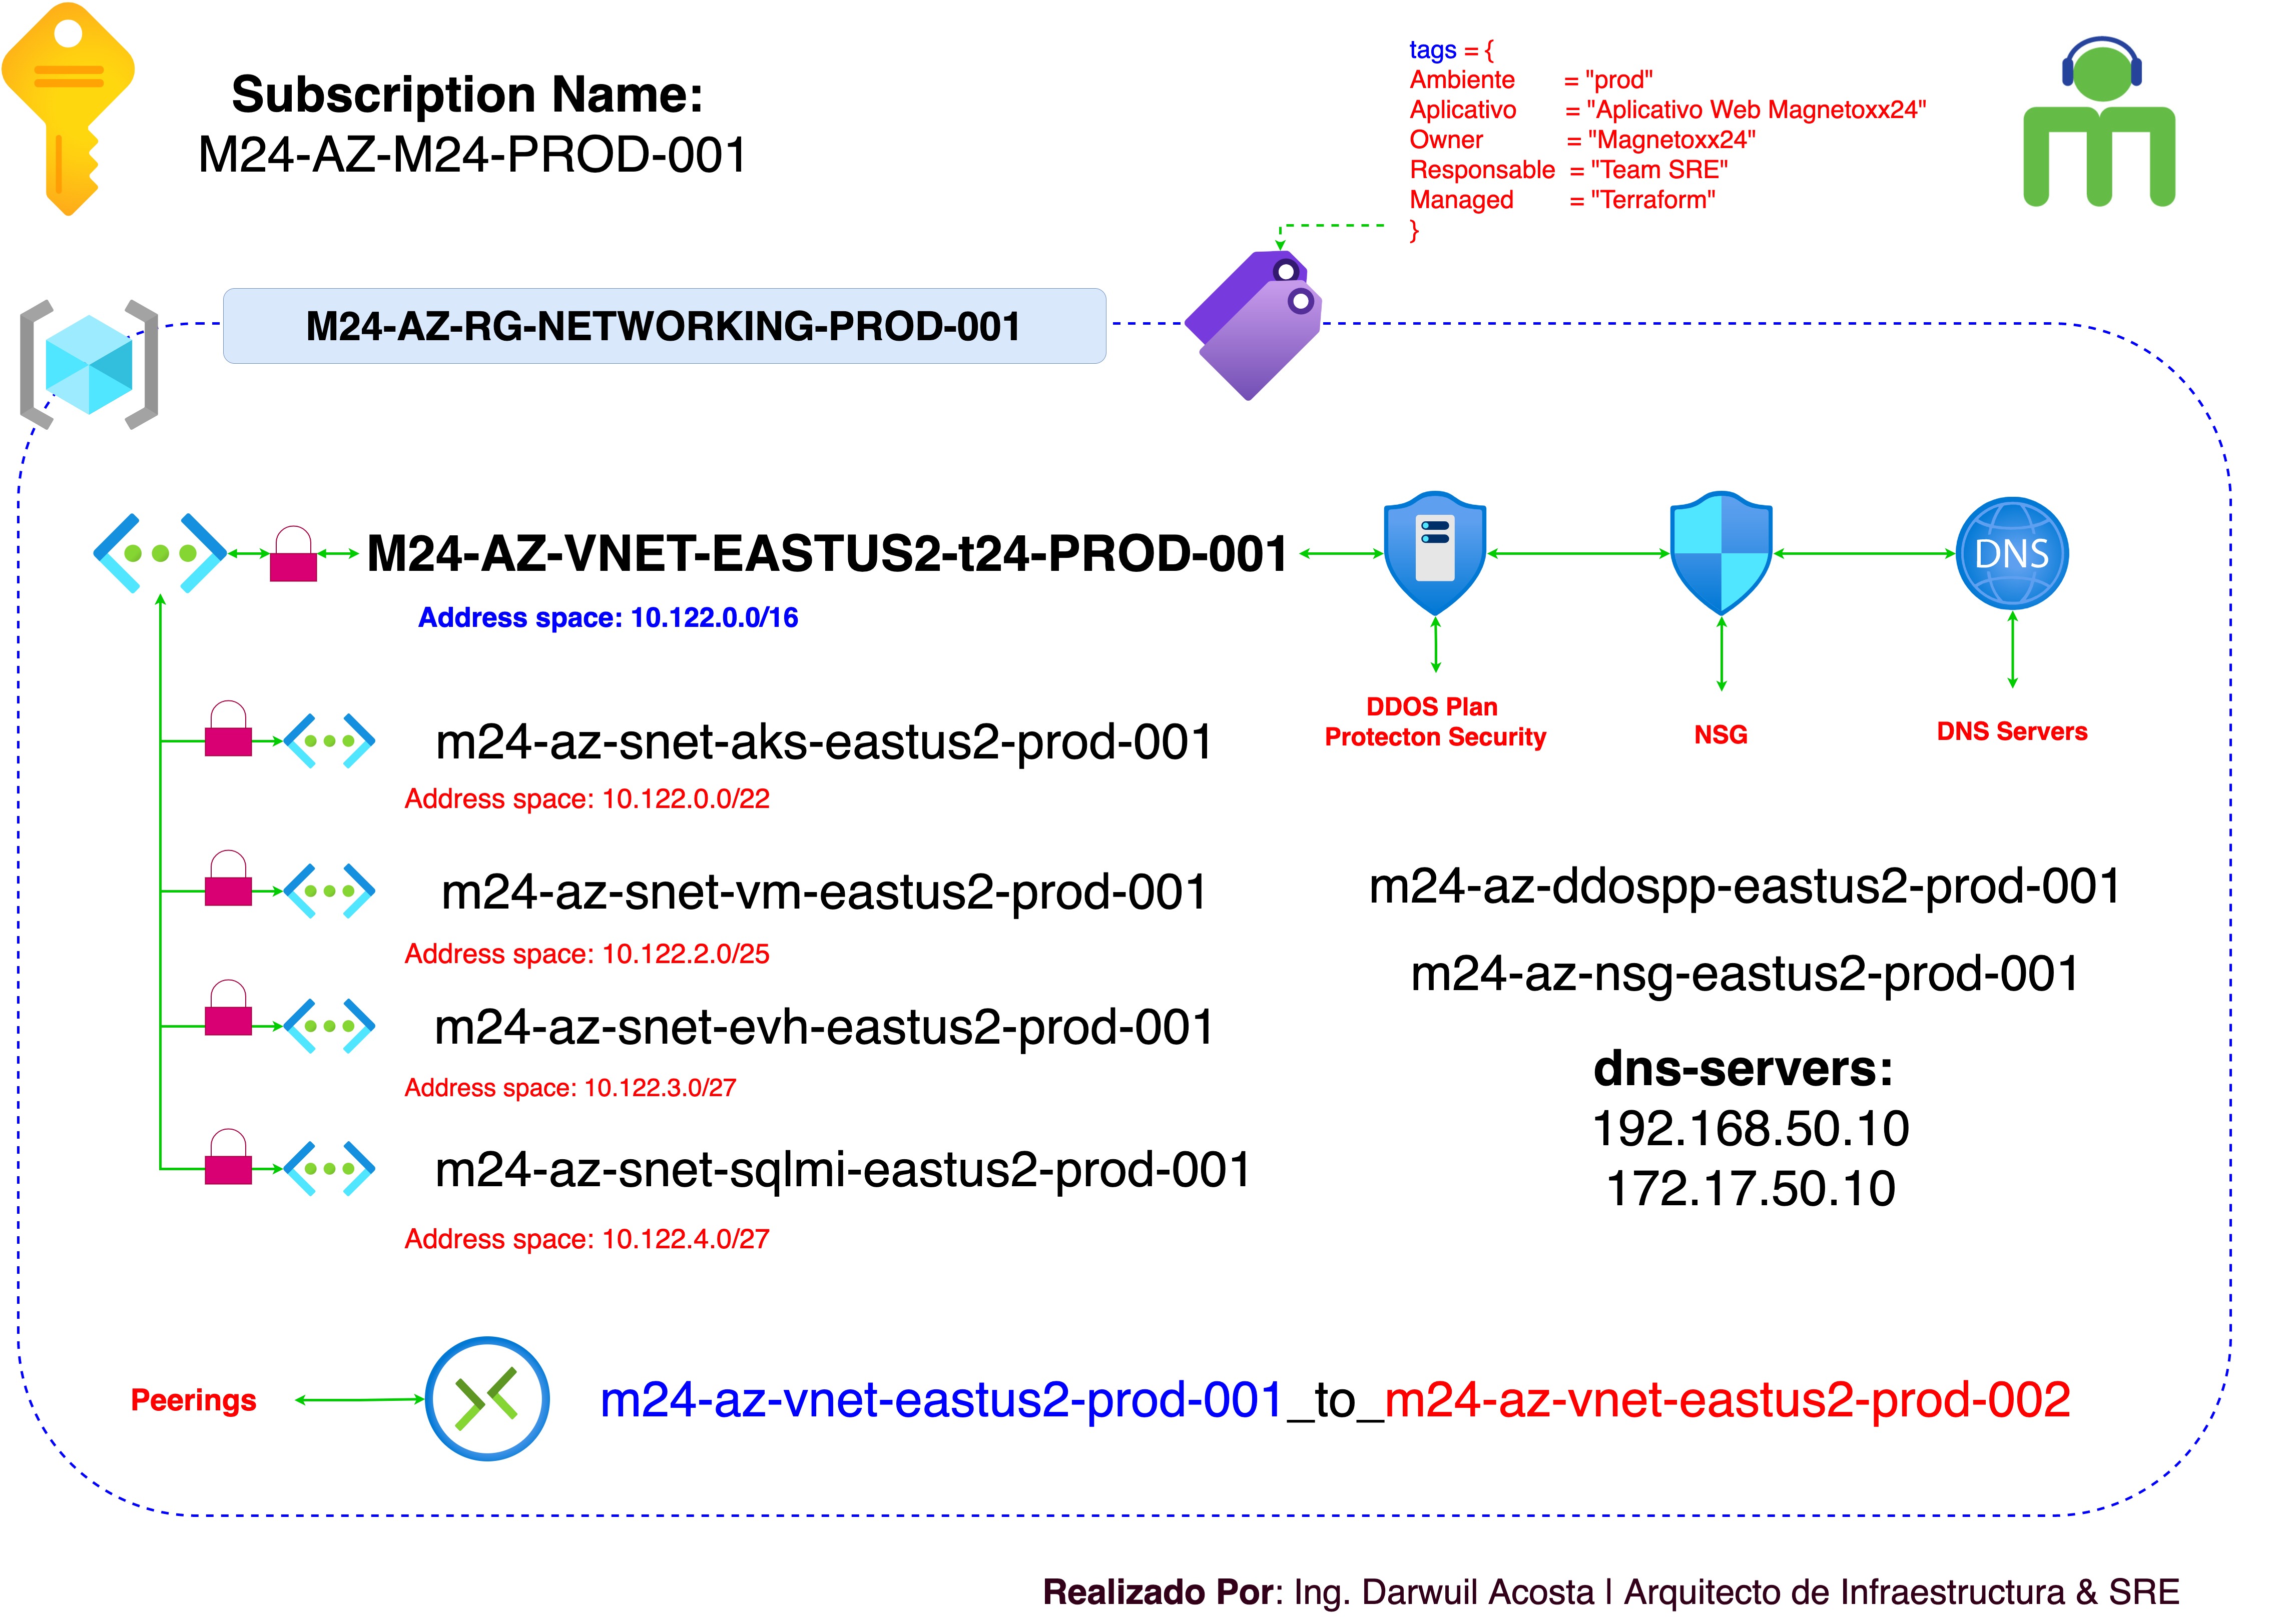 Subscription Name:
M24-AZ-M24-PROD-001
tags = {
Ambiente = "prod"
Aplicativo = "Aplicativo Web Magnetoxx24"
Owner = "Magnetoxx24"
Responsable = "Team SRE"
Managed = "Terraform"
}
M24-AZ-RG-NETWORKING-PROD-001
M24-AZ-VNET-EASTUS2-t24-PROD-001
Address space: 10.122.0.0/16
DNS
DDOS Plan
Protecton Security
NSG
DNS Servers
m24-az-snet-aks-eastus2-prod-001
Address space: 10.122.0.0/22
m24-az-snet-vm-eastus2-prod-001
Address space: 10.122.2.0/25
m24-az-snet-evh-eastus2-prod-001
Address space: 10.122.3.0/27
m24-az-snet-sqlmi-eastus2-prod-001
Address space: 10.122.4.0/27
m24-az-ddospp-eastus2-prod-001
m24-az-nsg-eastus2-prod-001
dns-servers:
192.168.50.10
172.17.50.10
Peerings
m24-az-vnet-eastus2-prod-001_to_m24-az-vnet-eastus2-prod-002
Realizado Por: Ing. Darwuil Acosta | Arquitecto de Infraestructura & SRE